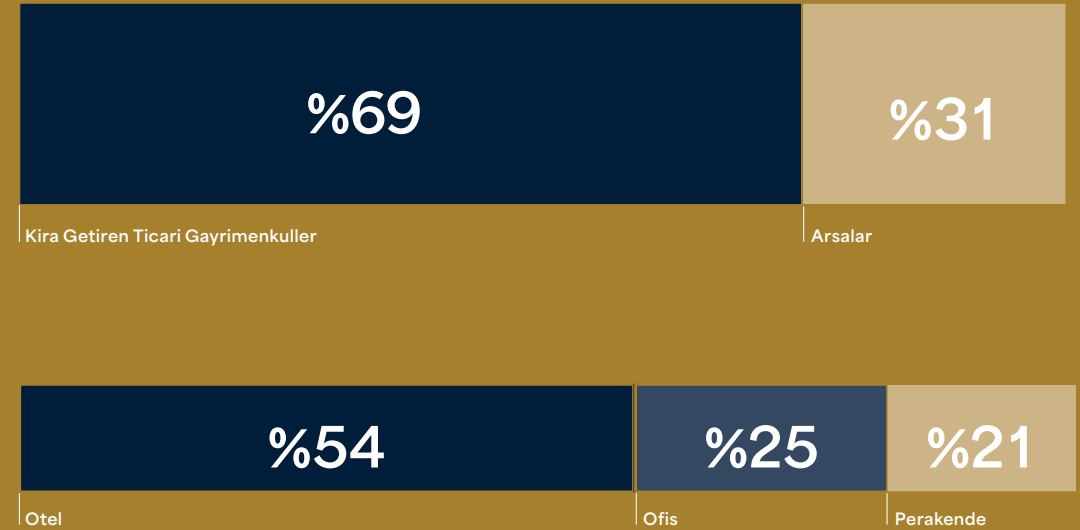 %69
%31
Kira Getiren Ticari Gayrimenkuller
Arsalar
%54
%25
%21
Otel
Ofis
Perakende